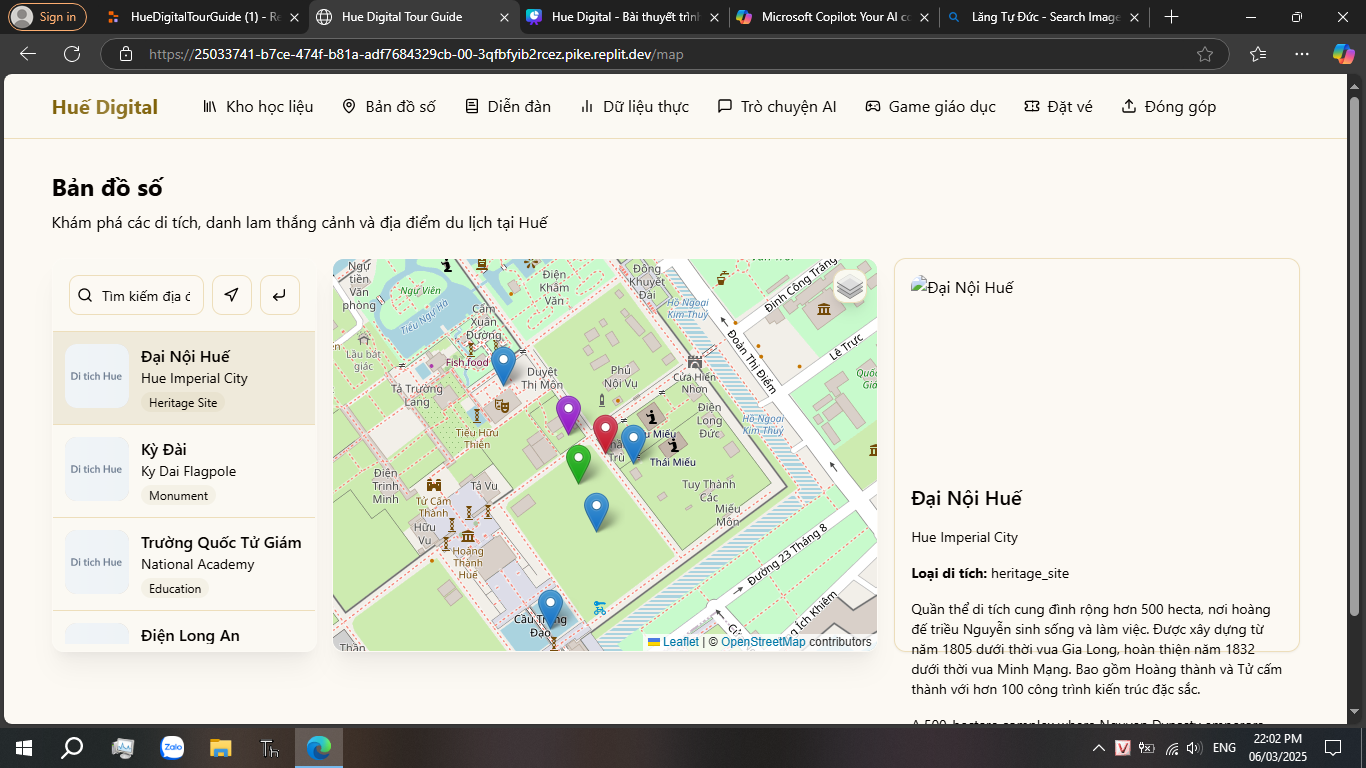 Sign in
HueDigitalTourGuide (1) - Re
Hue Digital Tour Guide
Hue Digital - Bài thuyết trình
Microsoft Copilot: Your AI co
Lăng Tự Đức - Search Image
https://25033741-b7ce-474f-b81a-adf7684329cb-00-3qfbfyib2rcez.pike.replit.dev/map
Huế Digital
Kho học liệu
Bản đồ số
Diễn đàn
Dữ liệu thực
Trò chuyện AI
Game giáo dục
Đặt vé
Đóng góp
Bản đồ số
Khám phá các di tích, danh lam thắng cảnh và địa điểm du lịch tại Huế
Tìm kiếm địa
Di tich Hue
Đại Nội Huế
Hue Imperial City
Heritage Site
Di tich Hue
Kỳ Đài
Ky Dai Flagpole
Monument
Di tich Hue
Trường Quốc Tử Giám
National Academy
Education
Di tich Hue
Điện Long An
Ngự
tiền
Văn
phòng
Ngự Viên
Tiểu Ngự Hà
Điện
Khâm
Văn
Đông
Khuyết
Đài
Hồ Ngoại
Kim Thuỷ
Đinh Công Tráng
Đoàn Thị Điểm
Lê Trực
Lầu bát
giác
Cẩm
Xuân
Đường
Fish food
Duyệt
Thị Môn
Phủ
Nội Vụ
Cửa Hiển
Nhơn
Tả Trường
Lang
Tiểu Hữu
Thiên
Điện
Long
Đức
Hồ Ngoại
Kim Thuỷ
Thái Miếu
Điện
Trinh
Minh
Tả Vu
Tử Cấm
Thành
Hữu
Vu
Hoàng
Thành
Huế
Tuy Thành
Các
Miếu
Môn
Đường 23 Tháng 8
Ích Khiêm
Cầu Trung
Đạo
Thần
Leaflet | © OpenStreetMap contributors
Đại Nội Huế
Đại Nội Huế
Hue Imperial City
Loại di tích: heritage_site
Quần thể di tích cung đình rộng hơn 500 hecta, nơi hoàng
đế triều Nguyễn sinh sống và làm việc. Được xây dựng từ
năm 1805 dưới thời vua Gia Long, hoàn thiện năm 1832
dưới thời vua Minh Mạng. Bao gồm Hoàng thành và Tử cấm
thành với hơn 100 công trình kiến trúc đặc sắc.
A 500-hectare complex where Nguyen Dynasty emperors
Zalo
ENG
22:02 PM
06/03/2025